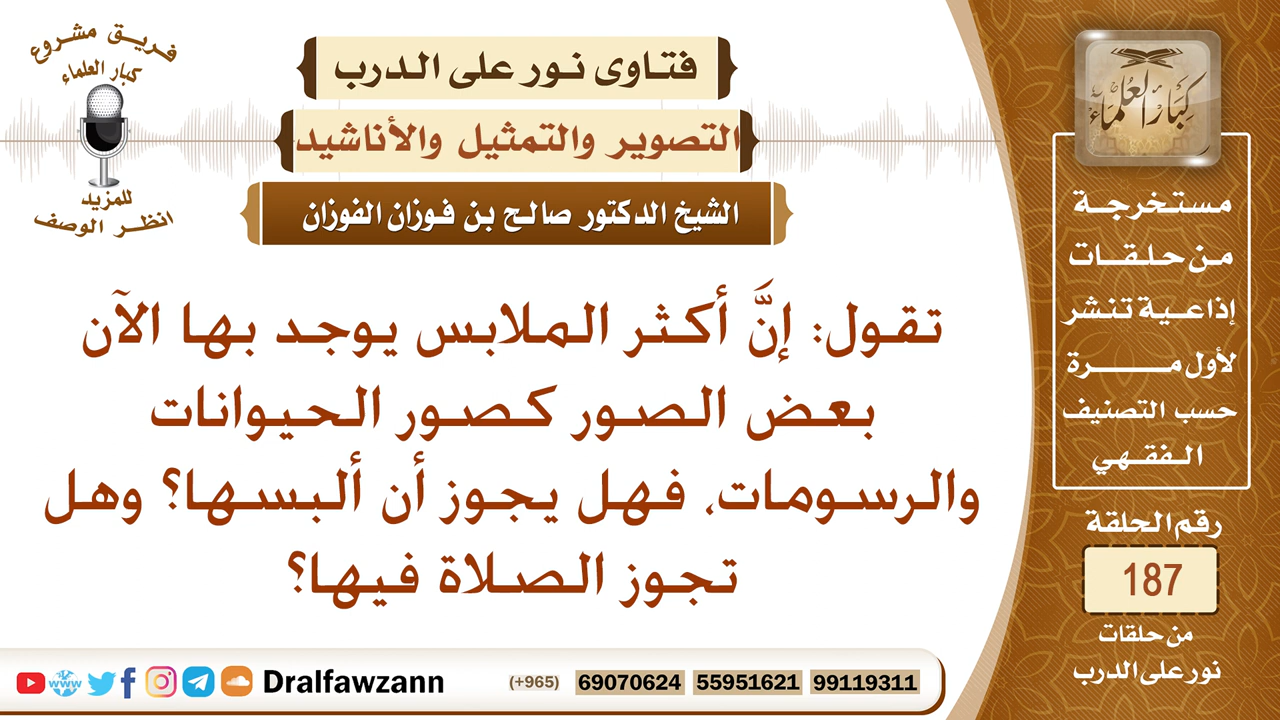 فريق مشروع
كبار العلماء
للمزيد
انظر الوصف
فتاوى نور على الدرب
التصوير والتمثيل والأناشيد
الشيخ الدكتور صالح بن فوزان الفوزان
تقول: إنَّ أكثر الملابس يوجد بها الآن
بعض الصور كصور الحيوانات
والرسومات، فهل يجوز أن ألبسها؟ وهل
تجوز الصلاة فيها؟
كبار العلماء
مستخرجة
من حلقات
إذاعية تنشر
لأول مرة
حسب التصنيف
الفقهي
رقم الحلقة
187
من حلقات
نور على الدرب
www
Dralfawzann
(+965) 69070624 55951621 99119311